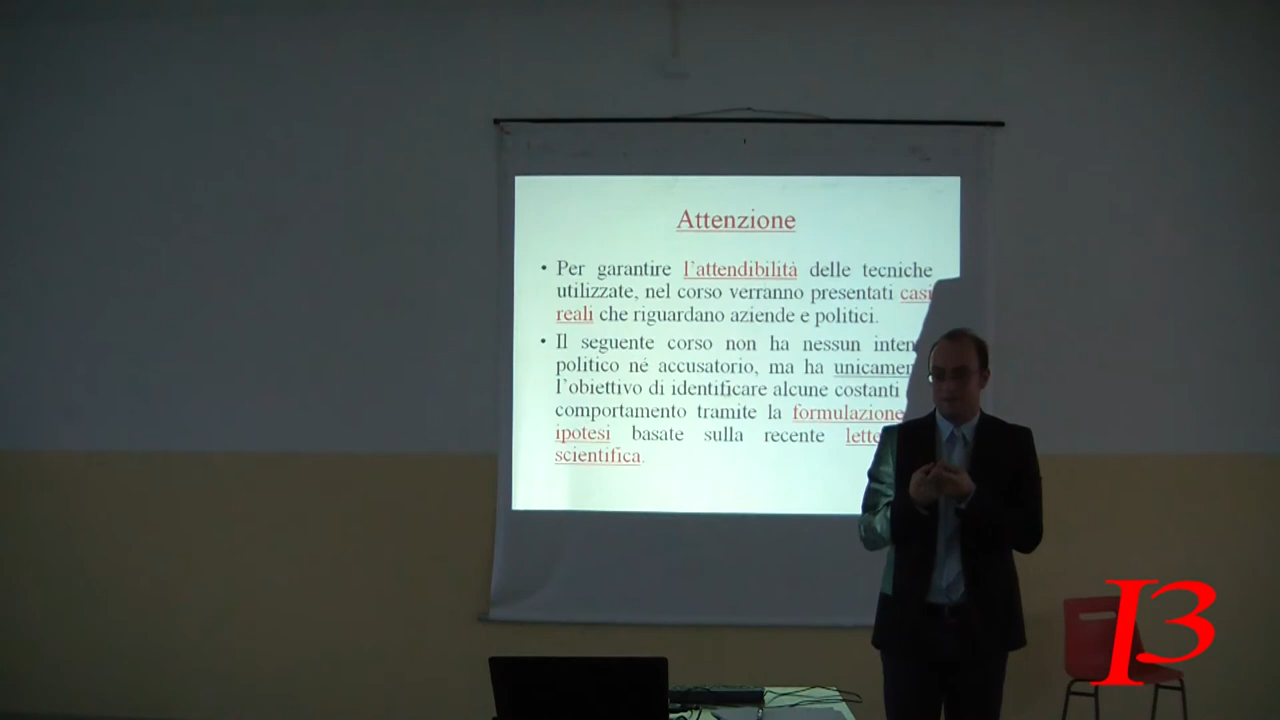 Attenzione
• Per garantire l'attendibilità delle tecniche
utilizzate, nel corso verranno presentati casi
reali che riguardano aziende e politici.
• Il seguente corso non ha nessun inten
politico né accusatorio, ma ha unicamen
l'obiettivo di identificare alcune costanti
comportamento tramite la formulazione
ipotesi basate sulla recente lette
scientifica.
I3